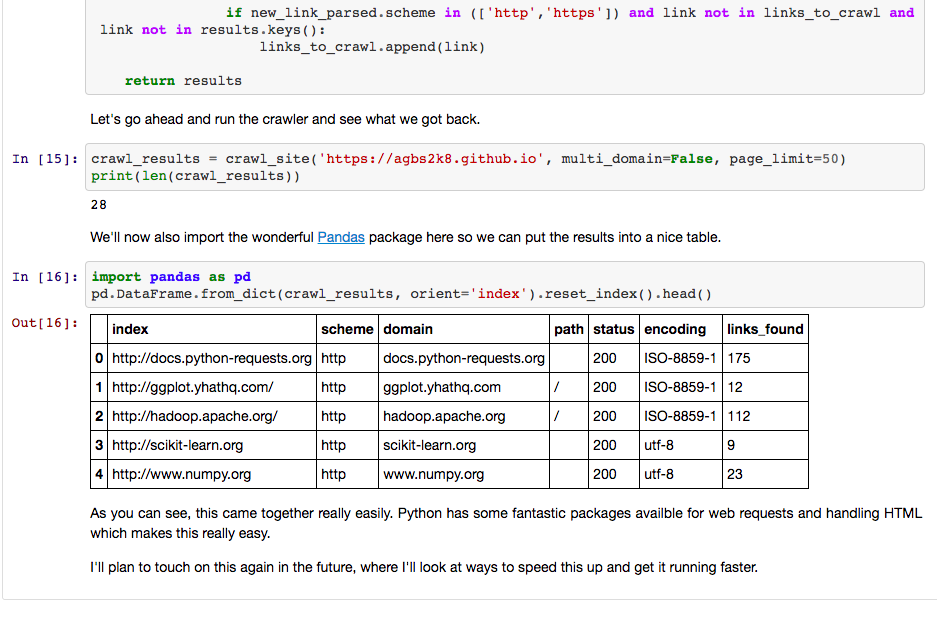 if new_link_parsed.scheme in (['http','https']) and link not in links_to_crawl and
link not in results.keys():
links_to_crawl.append(link)
return results
Let's go ahead and run the crawler and see what we got back.
In [15]: crawl_results = crawl_site('https://agbs2k8.github.io', multi_domain=False, page_limit=50)
print(len(crawl_results))
28
We'll now also import the wonderful Pandas package here so we can put the results into a nice table.
In [16]: import pandas as pd
pd.DataFrame.from_dict(crawl_results, orient='index').reset_index().head()
Out[16]: index scheme domain path status encoding links_found
0 http://docs.python-requests.org http docs.python-requests.org 200 ISO-8859-1 175
1 http://ggplot.yhathq.com/ http ggplot.yhathq.com / 200 ISO-8859-1 12
2 http://hadoop.apache.org/ http hadoop.apache.org / 200 ISO-8859-1 112
3 http://scikit-learn.org http scikit-learn.org 200 utf-8 9
4 http://www.numpy.org http www.numpy.org 200 utf-8 23
As you can see, this came together really easily. Python has some fantastic packages availble for web requests and handling HTML
which makes this really easy.
I'll plan to touch on this again in the future, where I'll look at ways to speed this up and get it running faster.